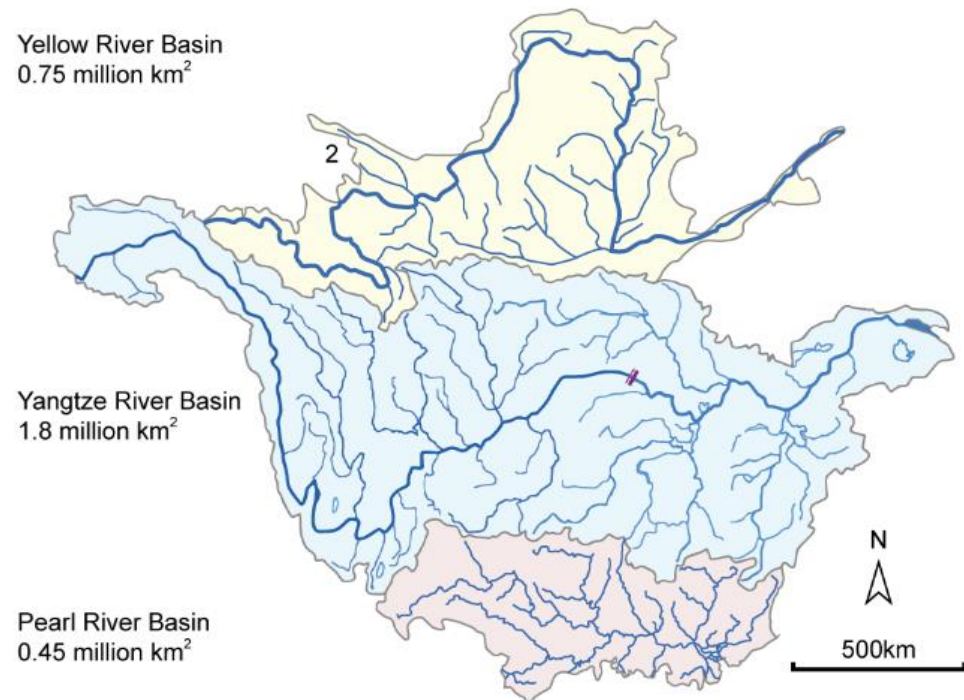 Yellow River Basin
0.75 million km²
2
Yangtze River Basin
1.8 million km²
Pearl River Basin
0.45 million km²
N
500km